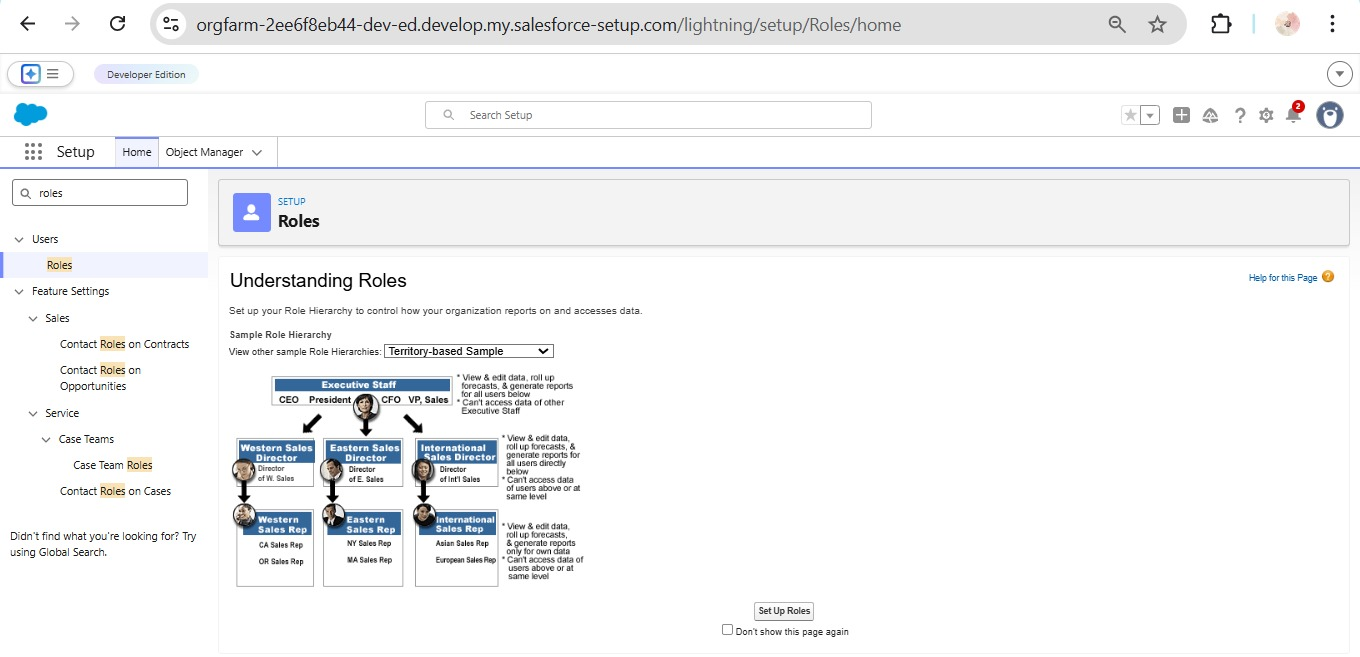 orgfarm-2ee6f8eb44-dev-ed.develop.my.salesforce-setup.com/lightning/setup/Roles/home
Developer Edition
Search Setup
2
Setup
Home
Object Manager
roles
Users
Roles
Feature Settings
Sales
Contact Roles on Contracts
Contact Roles on
Opportunities
Service
Case Teams
Case Team Roles
Contact Roles on Cases
Didn't find what you're looking for? Try
using Global Search.
SETUP
Roles
Understanding Roles
Help for this Page
Set up your Role Hierarchy to control how your organization reports on and accesses data.
Sample Role Hierarchy
View other sample Role Hierarchies: Territory-based Sample
Executive Staff
CEO President CFO VP, Sales
* View & edit data, roll up
forecasts, & generate reports
for all users below
* Can't access data of other
Executive Staff
Western Sales
Director
Director
of W. Sales
Eastern Sales
Director
Director
of E. Sales
International
Sales Director
Director
of Int'l Sales
* View & edit data,
roll up forecasts, &
generate reports for
all users directly
below
* Can't access data
of users above or at
same level
Western
Sales Rep
CA Sales Rep
OR Sales Rep
Eastern
Sales Rep
NY Sales Rep
MA Sales Rep
International
Sales Rep
Asian Sales Rep
European Sales Rep
* View & edit data,
roll up forecasts,
& generate reports
only for own data
* Can't access data of
users above or at
same level
Set Up Roles
Don't show this page again